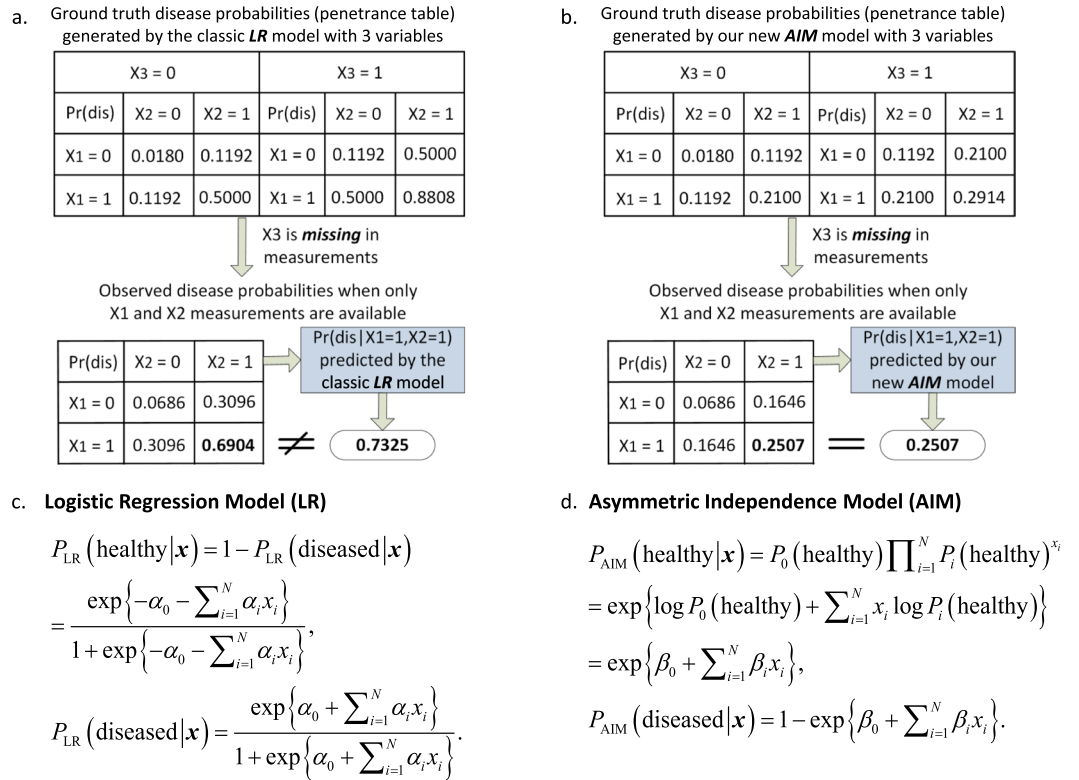 a. Ground truth disease probabilities (penetrance table)
generated by the classic LR model with 3 variables
X3 = 0 X3 = 1
Pr(dis) X2 = 0 X2 = 1 Pr(dis) X2 = 0 X2 = 1
X1 = 0 0.0180 0.1192 X1 = 0 0.1192 0.5000
X1 = 1 0.1192 0.5000 X1 = 1 0.5000 0.8808
X3 is missing in
measurements
Observed disease probabilities when only
X1 and X2 measurements are available
Pr(dis) X2 = 0 X2 = 1
X1 = 0 0.0686 0.3096
X1 = 1 0.3096 0.6904 ≠ 0.7325
Pr(dis|X1=1,X2=1)
predicted by the
classic LR model
b. Ground truth disease probabilities (penetrance table)
generated by our new AIM model with 3 variables
X3 = 0 X3 = 1
Pr(dis) X2 = 0 X2 = 1 Pr(dis) X2 = 0 X2 = 1
X1 = 0 0.0180 0.1192 X1 = 0 0.1192 0.2100
X1 = 1 0.1192 0.2100 X1 = 1 0.2100 0.2914
X3 is missing in
measurements
Observed disease probabilities when only
X1 and X2 measurements are available
Pr(dis) X2 = 0 X2 = 1
X1 = 0 0.0686 0.1646
X1 = 1 0.1646 0.2507 = 0.2507
Pr(dis|X1=1,X2=1)
predicted by our
new AIM model
c. Logistic Regression Model (LR)
P_LR(healthy|x) = 1 − P_LR(diseased|x)
= exp{−α_0 − ∑_{i=1}^N α_i x_i} / (1 + exp{−α_0 − ∑_{i=1}^N α_i x_i}),
P_LR(diseased|x) = exp{α_0 + ∑_{i=1}^N α_i x_i} / (1 + exp{α_0 + ∑_{i=1}^N α_i x_i}).
d. Asymmetric Independence Model (AIM)
P_AIM(healthy|x) = P_0(healthy) ∏_{i=1}^N P_i(healthy)^{x_i}
= exp{log P_0(healthy) + ∑_{i=1}^N x_i log P_i(healthy)}
= exp{β_0 + ∑_{i=1}^N β_i x_i},
P_AIM(diseased|x) = 1 − exp{β_0 + ∑_{i=1}^N β_i x_i}.